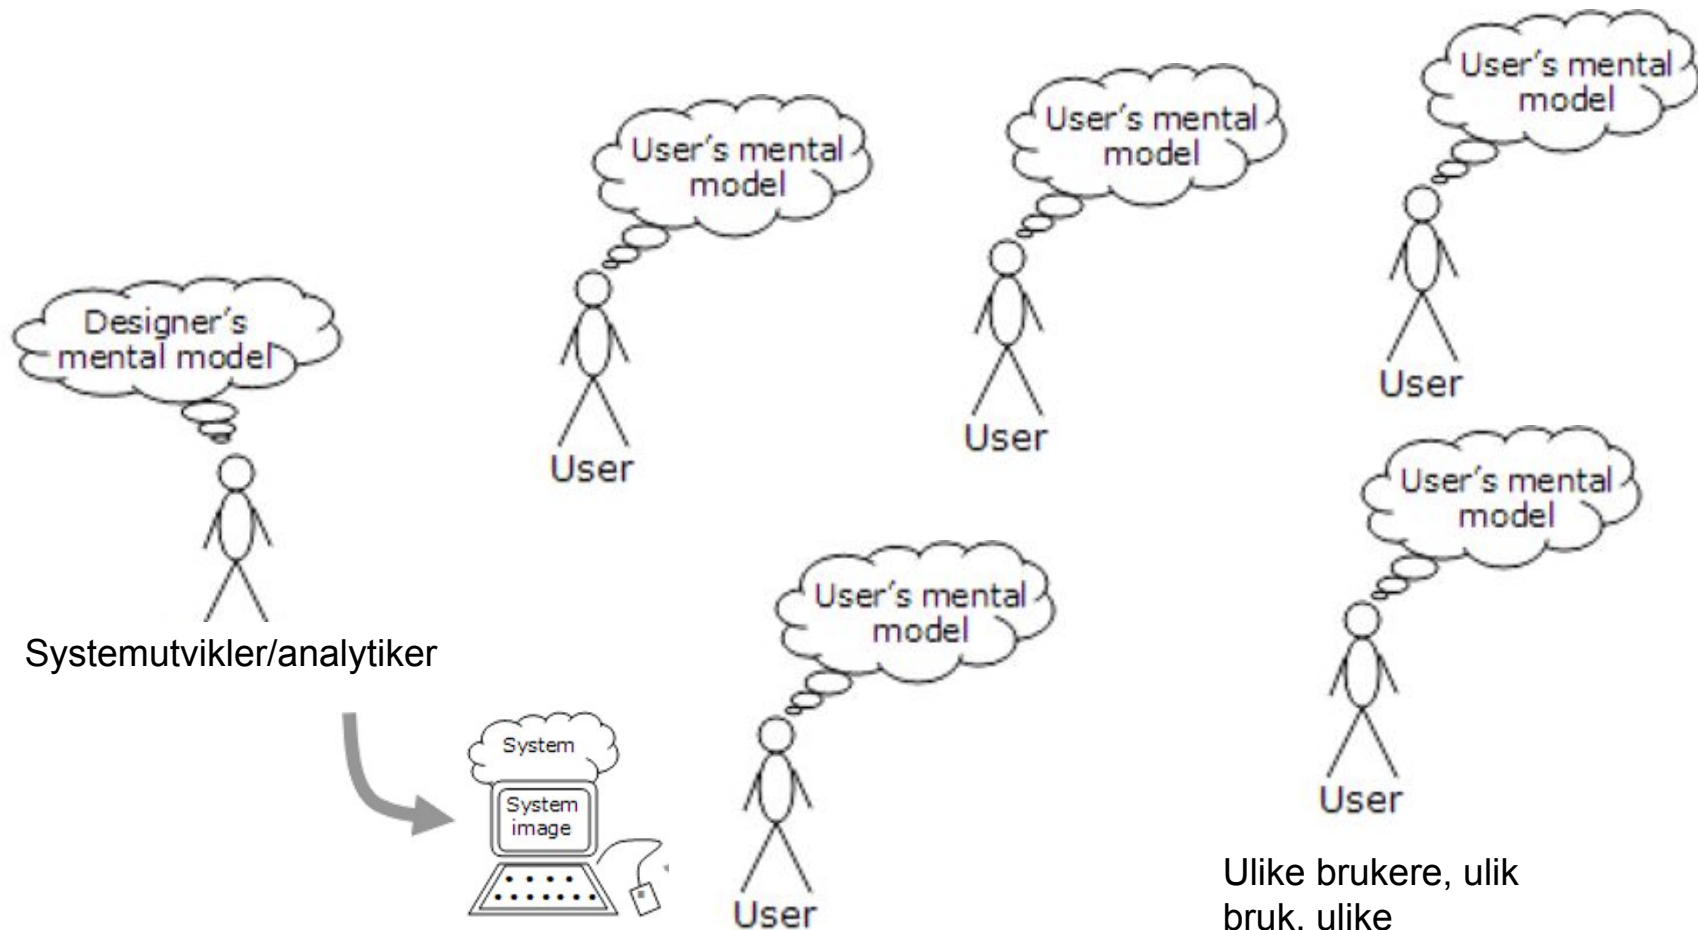 User's mental
model
User
User's mental
model
User
User's mental
model
User
Designer's
mental model
Systemutvikler/analytiker
System
System
image
User's mental
model
User
User's mental
model
User
Ulike brukere, ulik
bruk, ulike